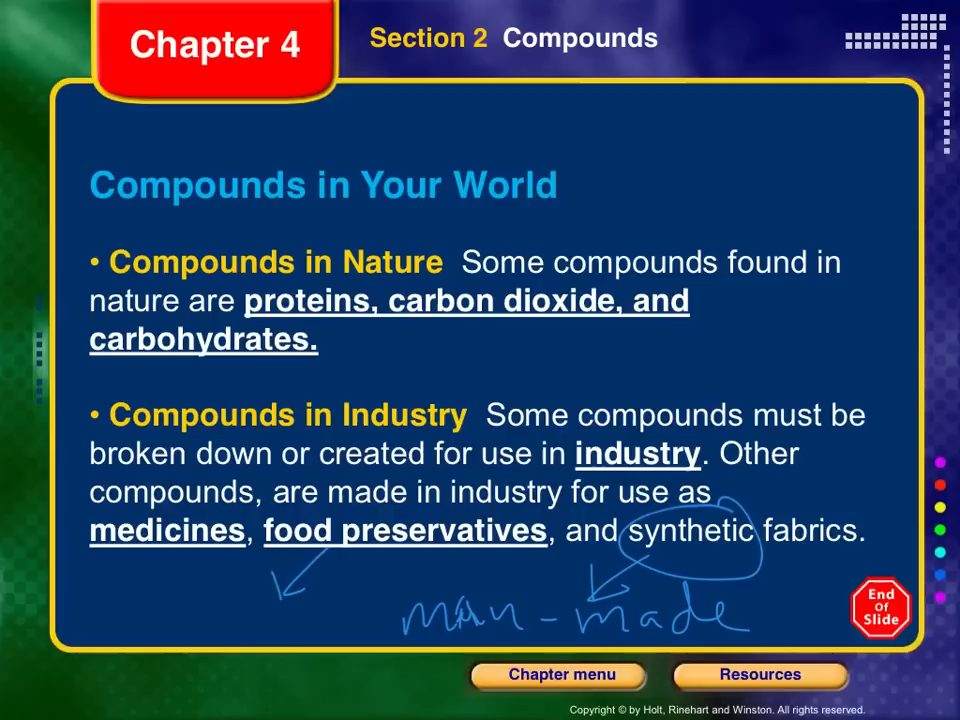 Chapter 4
Section 2 Compounds
Compounds in Your World
• Compounds in Nature Some compounds found in
nature are proteins, carbon dioxide, and
carbohydrates.
• Compounds in Industry Some compounds must be
broken down or created for use in industry. Other
compounds, are made in industry for use as
medicines, food preservatives, and synthetic fabrics.
man-made
End
Of
Slide
Chapter menu
Resources
Copyright © by Holt, Rinehart and Winston. All rights reserved.